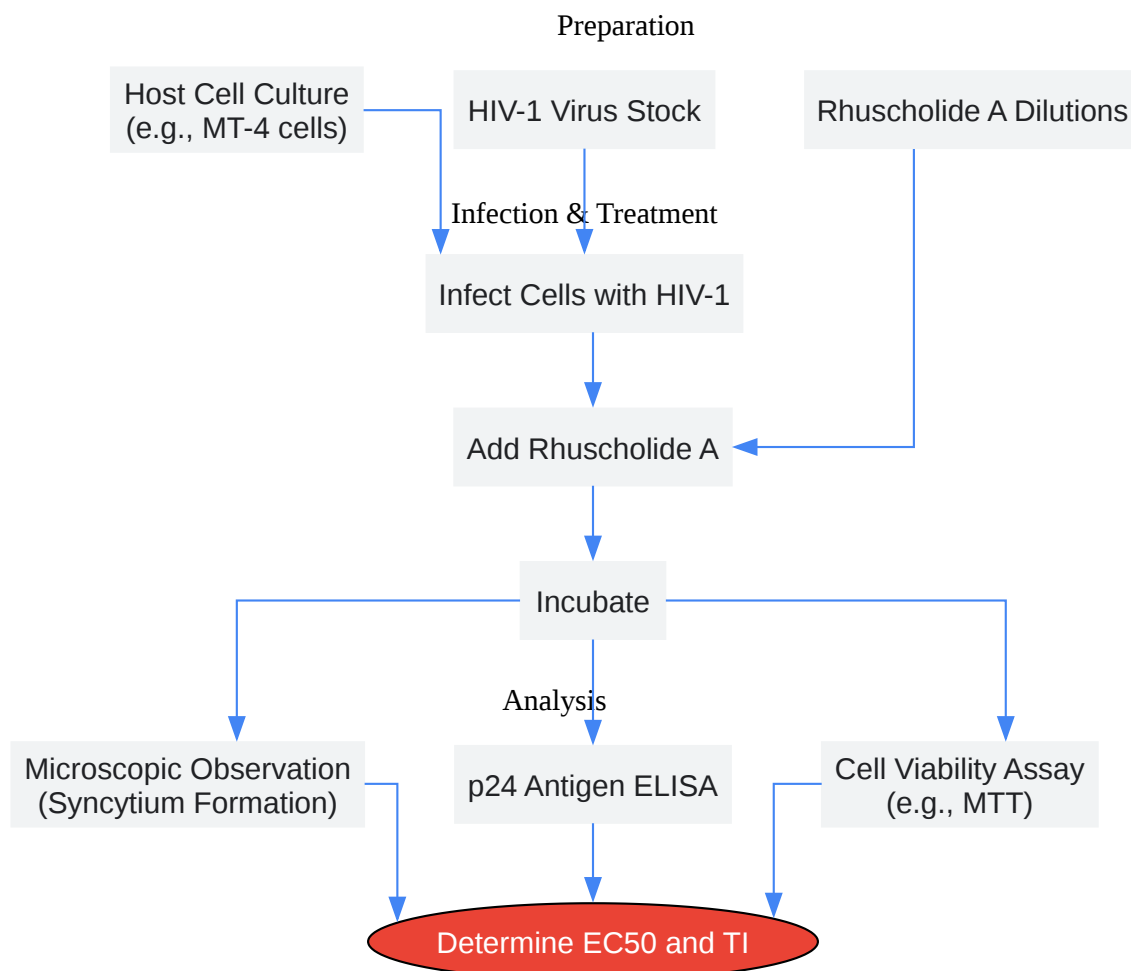 Preparation
Host Cell Culture
(e.g., MT-4 cells)
HIV-1 Virus Stock
Rhuscholide A Dilutions
Infection & Treatment
Infect Cells with HIV-1
Add Rhuscholide A
Incubate
Analysis
Microscopic Observation
(Syncytium Formation)
p24 Antigen ELISA
Cell Viability Assay
(e.g., MTT)
Determine EC50 and TI